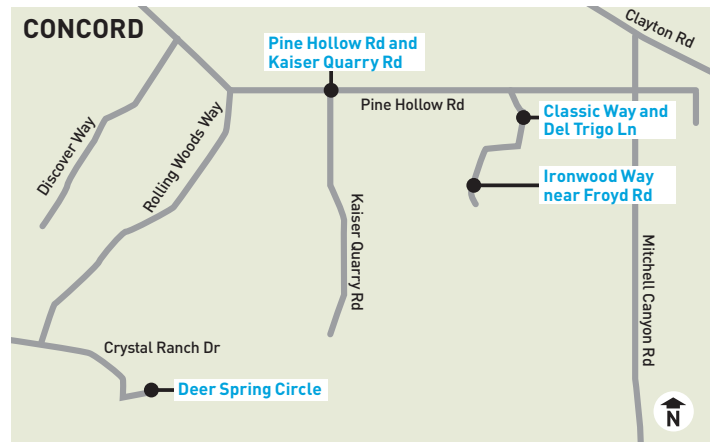 CONCORD
Clayton Rd
Pine Hollow Rd and
Kaiser Quarry Rd
Pine Hollow Rd
Classic Way and
Del Trigo Ln
Discover Way
Rolling Woods Way
Ironwood Way
near Froyd Rd
Kaiser Quarry Rd
Mitchell Canyon Rd
Crystal Ranch Dr
Deer Spring Circle
N